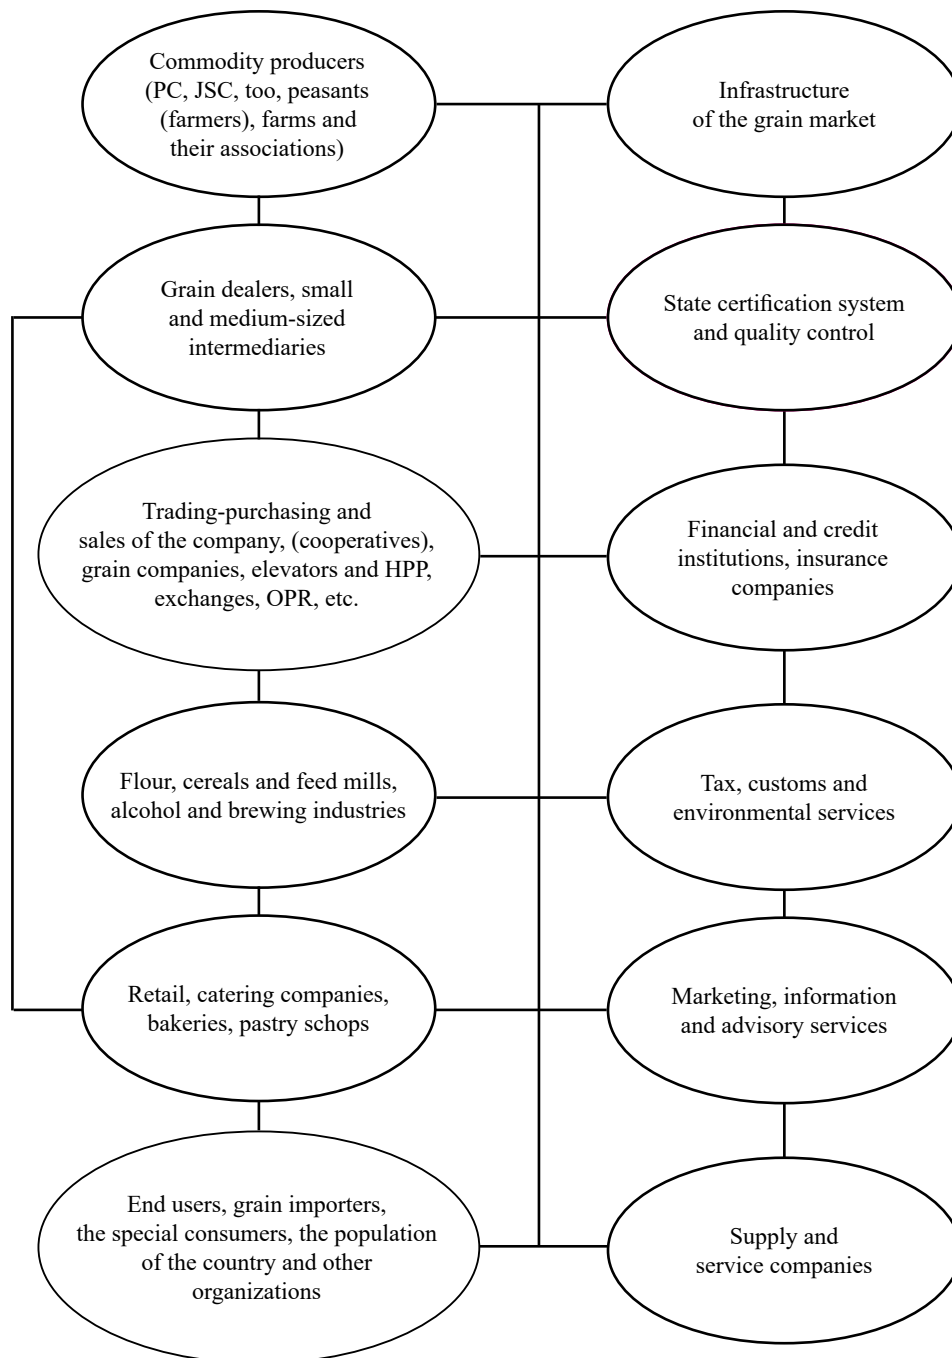 Commodity producers
(PC, JSC, too, peasants
(farmers), farms and
their associations)
Infrastructure
of the grain market
Grain dealers, small
and medium-sized
intermediaries
State certification system
and quality control
Trading-purchasing and
sales of the company, (cooperatives),
grain companies, elevators and HPP,
exchanges, OPR, etc.
Financial and credit
institutions, insurance
companies
Flour, cereals and feed mills,
alcohol and brewing industries
Tax, customs and
environmental services
Retail, catering companies,
bakeries, pastry schops
Marketing, information
and advisory services
End users, grain importers,
the special consumers, the population
of the country and other
organizations
Supply and
service companies